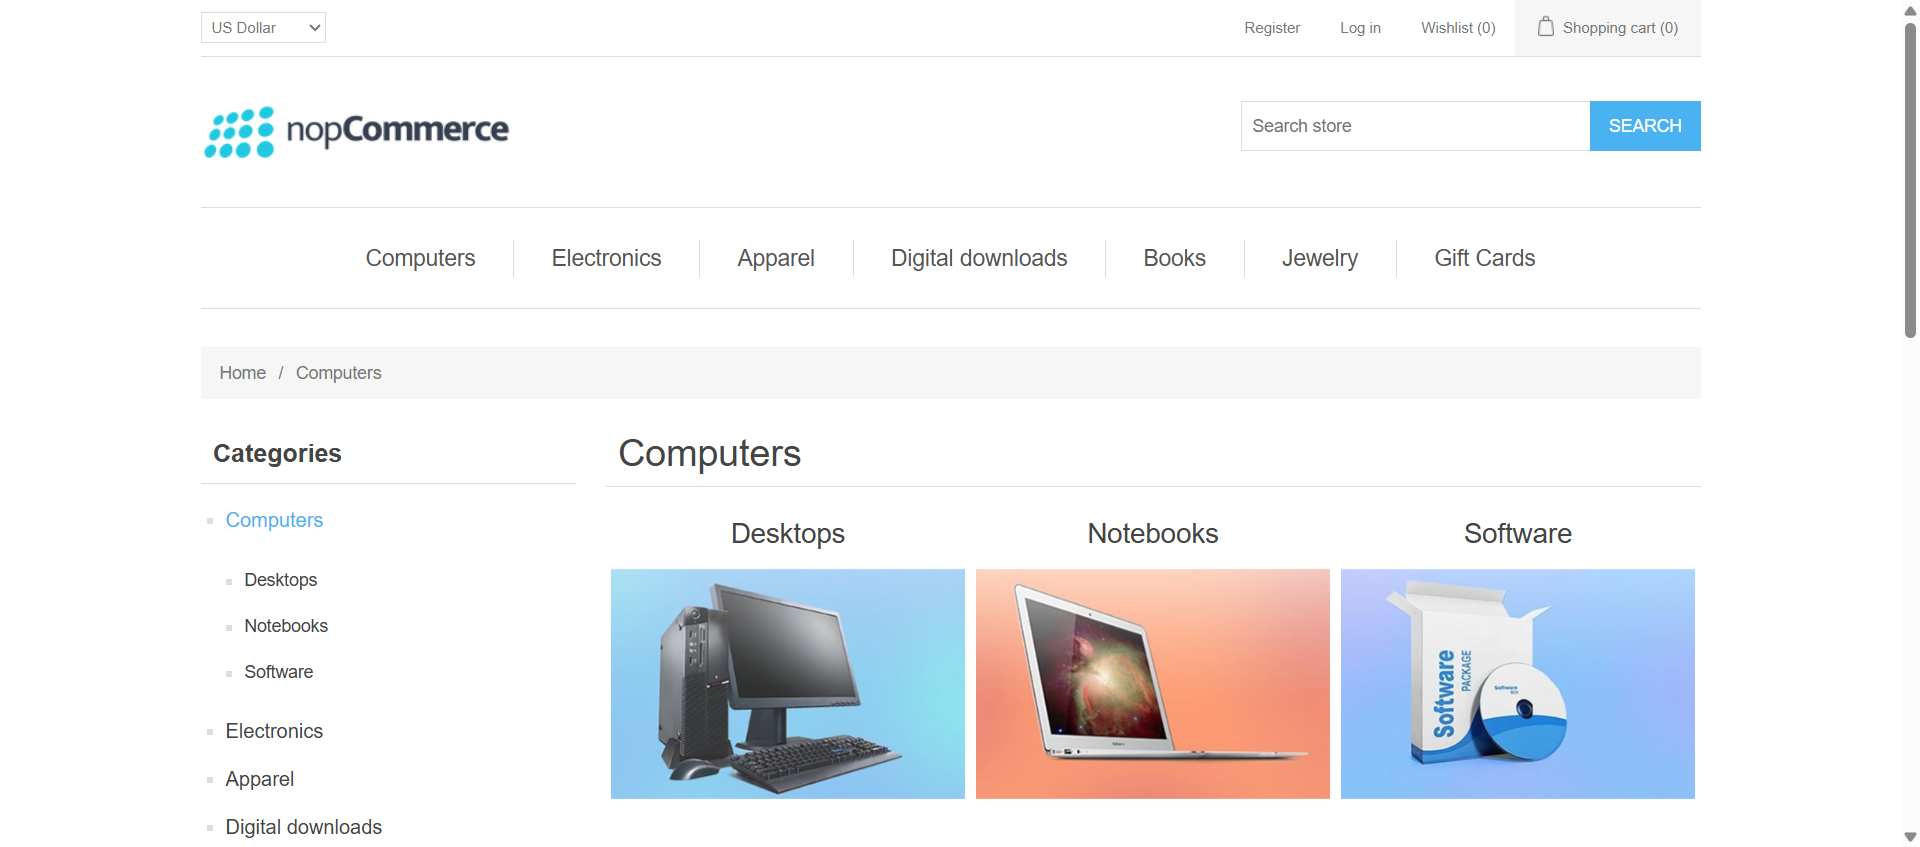 US Dollar
Register
Log in
Wishlist (0)
Shopping cart (0)
nopCommerce
Search store
SEARCH
Computers
Electronics
Apparel
Digital downloads
Books
Jewelry
Gift Cards
Home / Computers
Categories
Computers
Desktops
Notebooks
Software
Electronics
Apparel
Digital downloads
Computers
Desktops
Notebooks
Software
Software
PACKAGE
Software